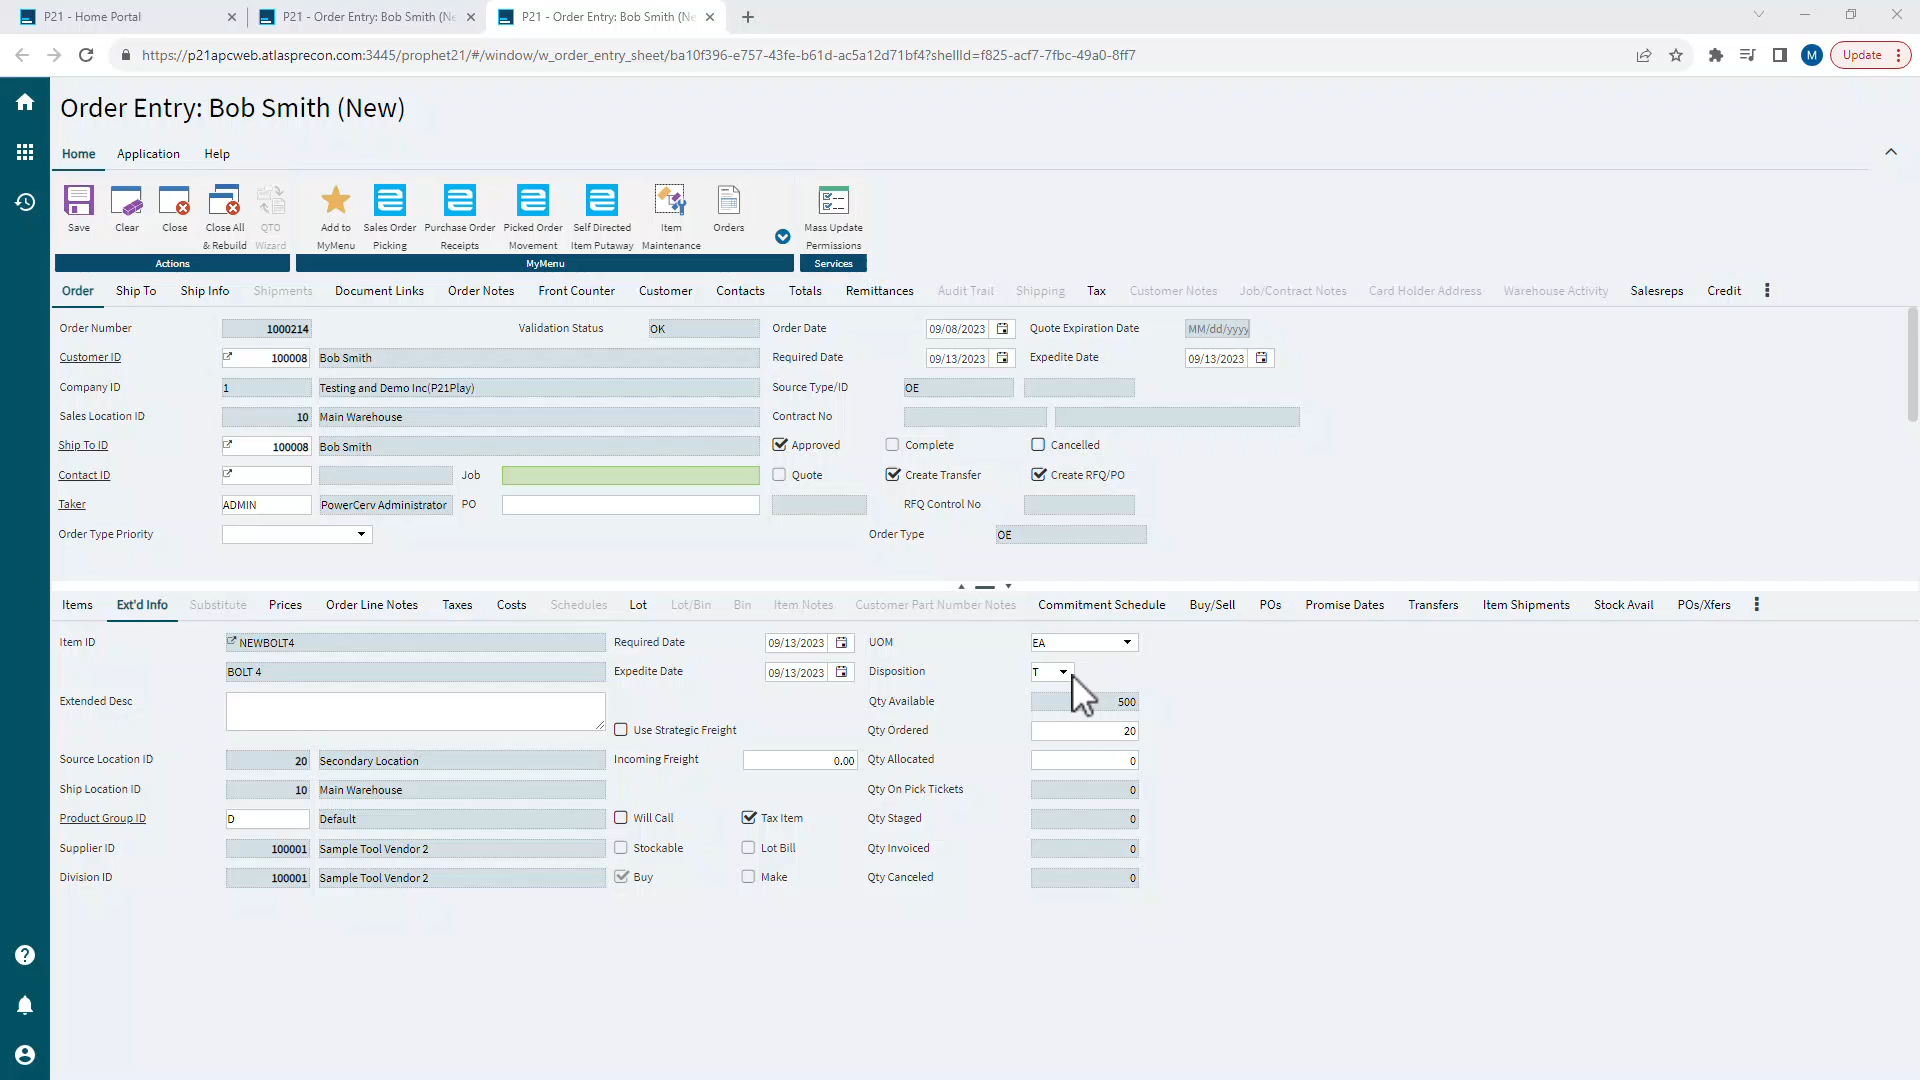 P21 - Home Portal
P21 - Order Entry: Bob Smith (Ne
P21 - Order Entry: Bob Smith (Ne
https://p21apcweb.atlasprecon.com:3445/prophet21/#/window/w_order_entry_sheet/ba10f396-e757-43fe-b61d-ac5a12d71bf4?shellId=f825-acf7-7fbc-49a0-8ff7
M
Update
Order Entry: Bob Smith (New)
Home Application Help
Save
Clear
Close
Close All & Rebuild
QTO Wizard
Add to MyMenu
Sales Order Picking
Purchase Order Receipts
Picked Order Movement
Self Directed Item Putaway
Item Maintenance
Orders
Mass Update Permissions
Actions MyMenu Services
Order Ship To Ship Info Shipments Document Links Order Notes Front Counter Customer Contacts Totals Remittances Audit Trail Shipping Tax Customer Notes Job/Contract Notes Card Holder Address Warehouse Activity Salesreps Credit
Order Number 1000214 Validation Status OK Order Date 09/08/2023 Quote Expiration Date MM/dd/yyyy
Customer ID 100008 Bob Smith Required Date 09/13/2023 Expedite Date 09/13/2023
Company ID 1 Testing and Demo Inc(P21Play) Source Type/ID OE
Sales Location ID 10 Main Warehouse Contract No
Ship To ID 100008 Bob Smith Approved Complete Cancelled
Contact ID Job Quote Create Transfer Create RFQ/PO
Taker ADMIN PowerCerv Administrator PO RFQ Control No
Order Type Priority Order Type OE
Items Ext'd Info Substitute Prices Order Line Notes Taxes Costs Schedules Lot Lot/Bin Bin Item Notes Customer Part Number Notes Commitment Schedule Buy/Sell POs Promise Dates Transfers Item Shipments Stock Avail POs/Xfers
Item ID NEWBOLT4 Required Date 09/13/2023 UOM EA
BOLT 4 Expedite Date 09/13/2023 Disposition T
Extended Desc Qty Available 500
Use Strategic Freight Qty Ordered 20
Source Location ID 20 Secondary Location Incoming Freight 0.00 Qty Allocated 0
Ship Location ID 10 Main Warehouse Qty On Pick Tickets 0
Product Group ID D Default Will Call Tax Item Qty Staged 0
Supplier ID 100001 Sample Tool Vendor 2 Stockable Lot Bill Qty Invoiced 0
Division ID 100001 Sample Tool Vendor 2 Buy Make Qty Canceled 0